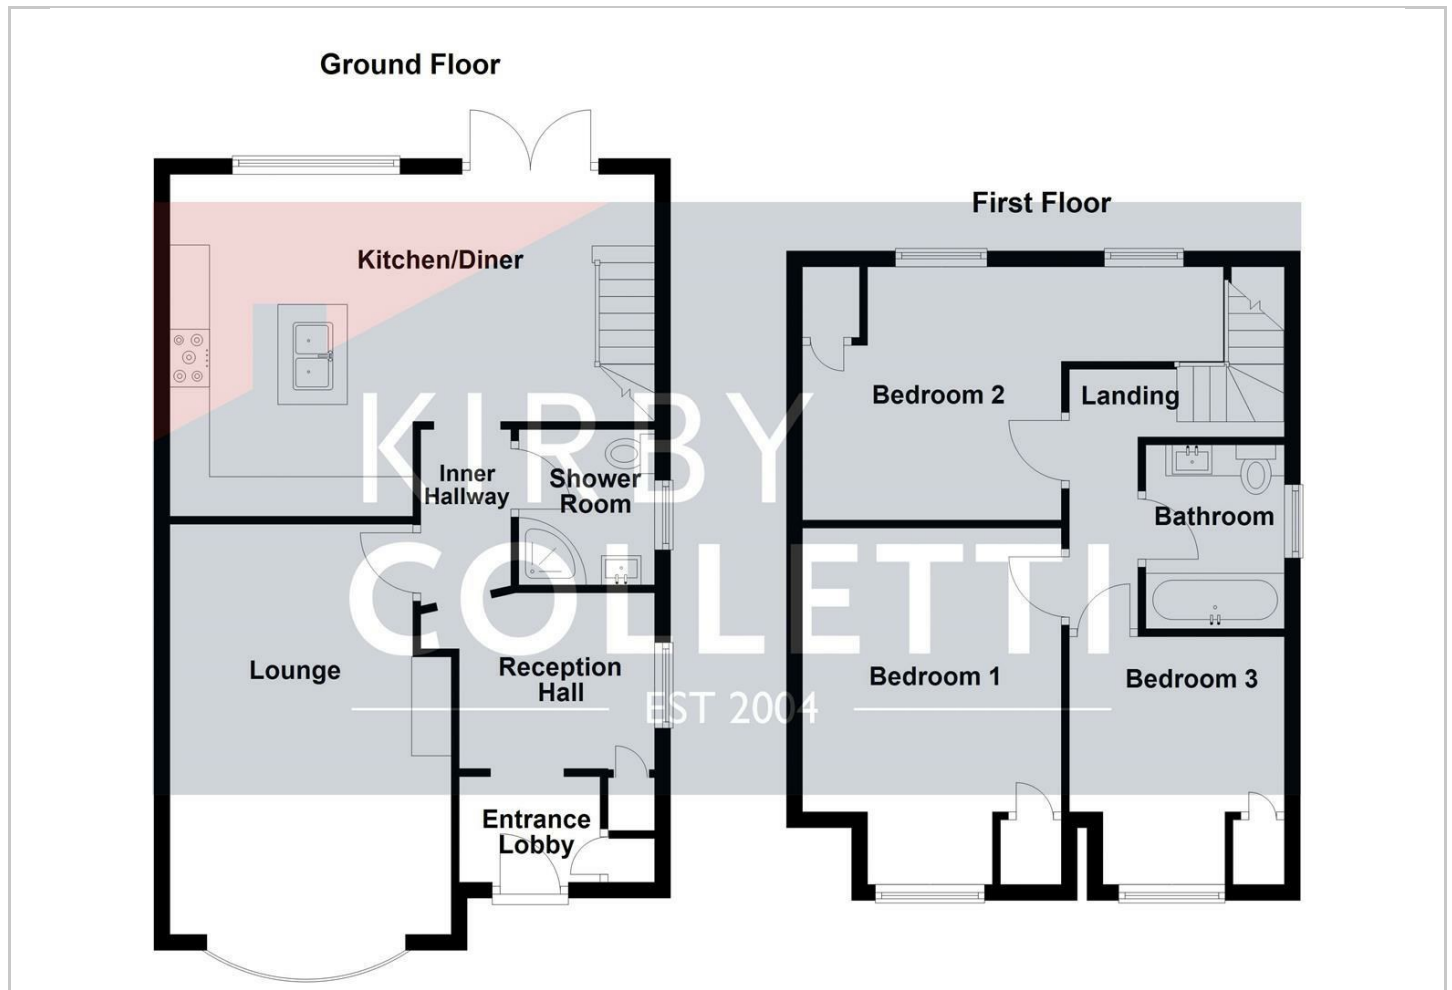 Ground Floor
Kitchen/Diner
Inner
Hallway
Shower
Room
Lounge
Reception
Hall
Entrance
Lobby
First Floor
Bedroom 2
Landing
Bathroom
Bedroom 1
Bedroom 3
KIRBY
COLLETTI
EST 2004